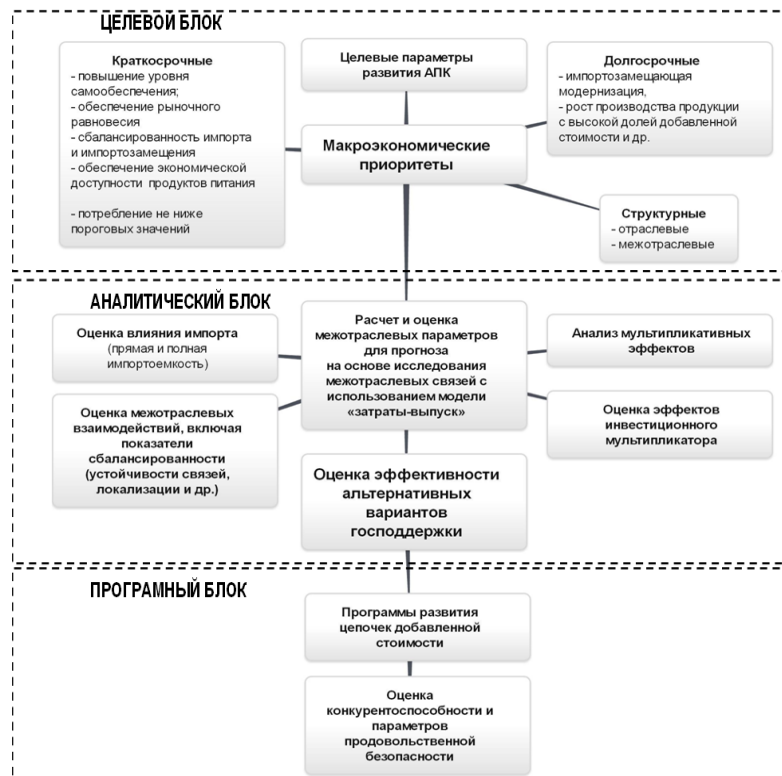 ЦЕЛЕВОЙ БЛОК
Краткосрочные
- повышение уровня
самообеспечения;
- обеспечение рыночного
равновесия
- сбалансированность импорта
и импортозамещения
- обеспечение экономической
доступности продуктов питания
- потребление не ниже
пороговых значений
Целевые параметры
развития АПК
Макроэкономические
приоритеты
Долгосрочные
- импортозамещающая
модернизация,
- рост производства продукции
с высокой долей добавленной
стоимости и др.
Структурные
- отраслевые
- межотраслевые
АНАЛИТИЧЕСКИЙ БЛОК
Оценка влияния импорта
(прямая и полная
импортоемкость)
Оценка межотраслевых
взаимодействий, включая
показатели
сбалансированности
(устойчивости связей,
локализации и др.)
Расчет и оценка
межотраслевых параметров
для прогноза
на основе исследования
межотраслевых связей с
использованием модели
«затраты-выпуск»
Оценка эффективности
альтернативных
вариантов
господдержки
Анализ мультипликативных
эффектов
Оценка эффектов
инвестиционного
мультипликатора
ПРОГРАМНЫЙ БЛОК
Программы развития
цепочек добавленной
стоимости
Оценка
конкурентоспособности и
параметров
продовольственной
безопасности